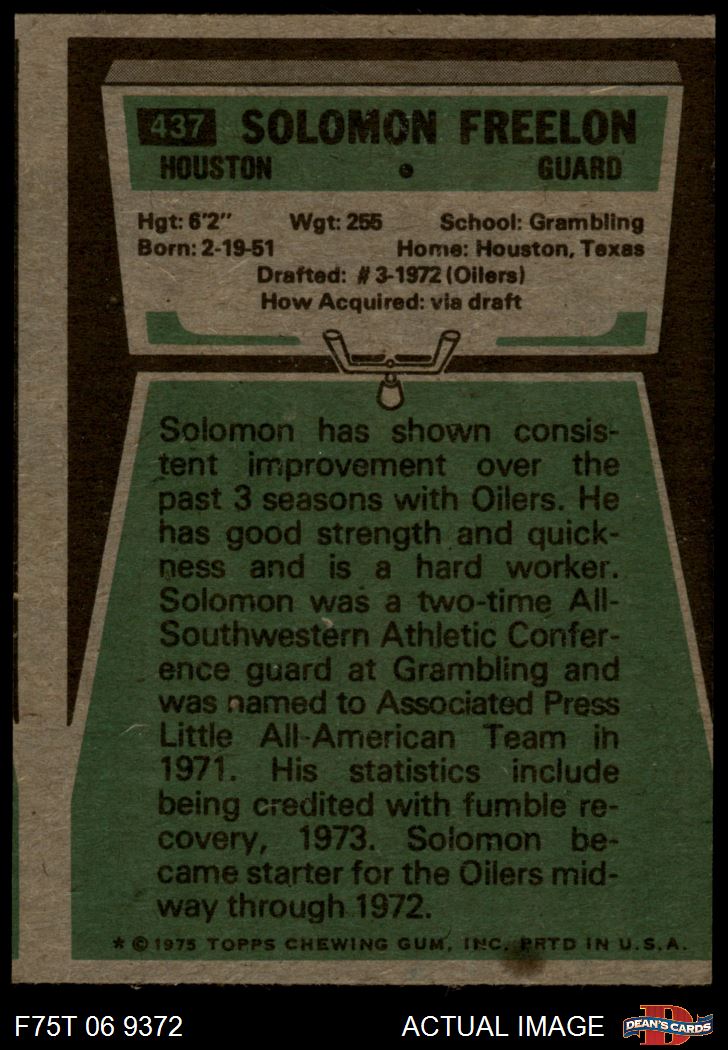 437 SOLOMON FREELON
HOUSTON • GUARD
Hgt: 6'2" Wgt: 255 School: Grambling
Born: 2-19-51 Home: Houston, Texas
Drafted: #3-1972 (Oilers)
How Acquired: via draft
Solomon has shown consis-
tent improvement over the
past 3 seasons with Oilers. He
has good strength and quick-
ness and is a hard worker.
Solomon was a two-time All-
Southwestern Athletic Confer-
ence guard at Grambling and
was named to Associated Press
Little All-American Team in
1971. His statistics include
being credited with fumble re-
covery, 1973. Solomon be-
came starter for the Oilers mid-
way through 1972.
* © 1975 TOPPS CHEWING GUM, INC. PRTD IN U.S.A.
F75T 06 9372 ACTUAL IMAGE D DEAN'S CARDS